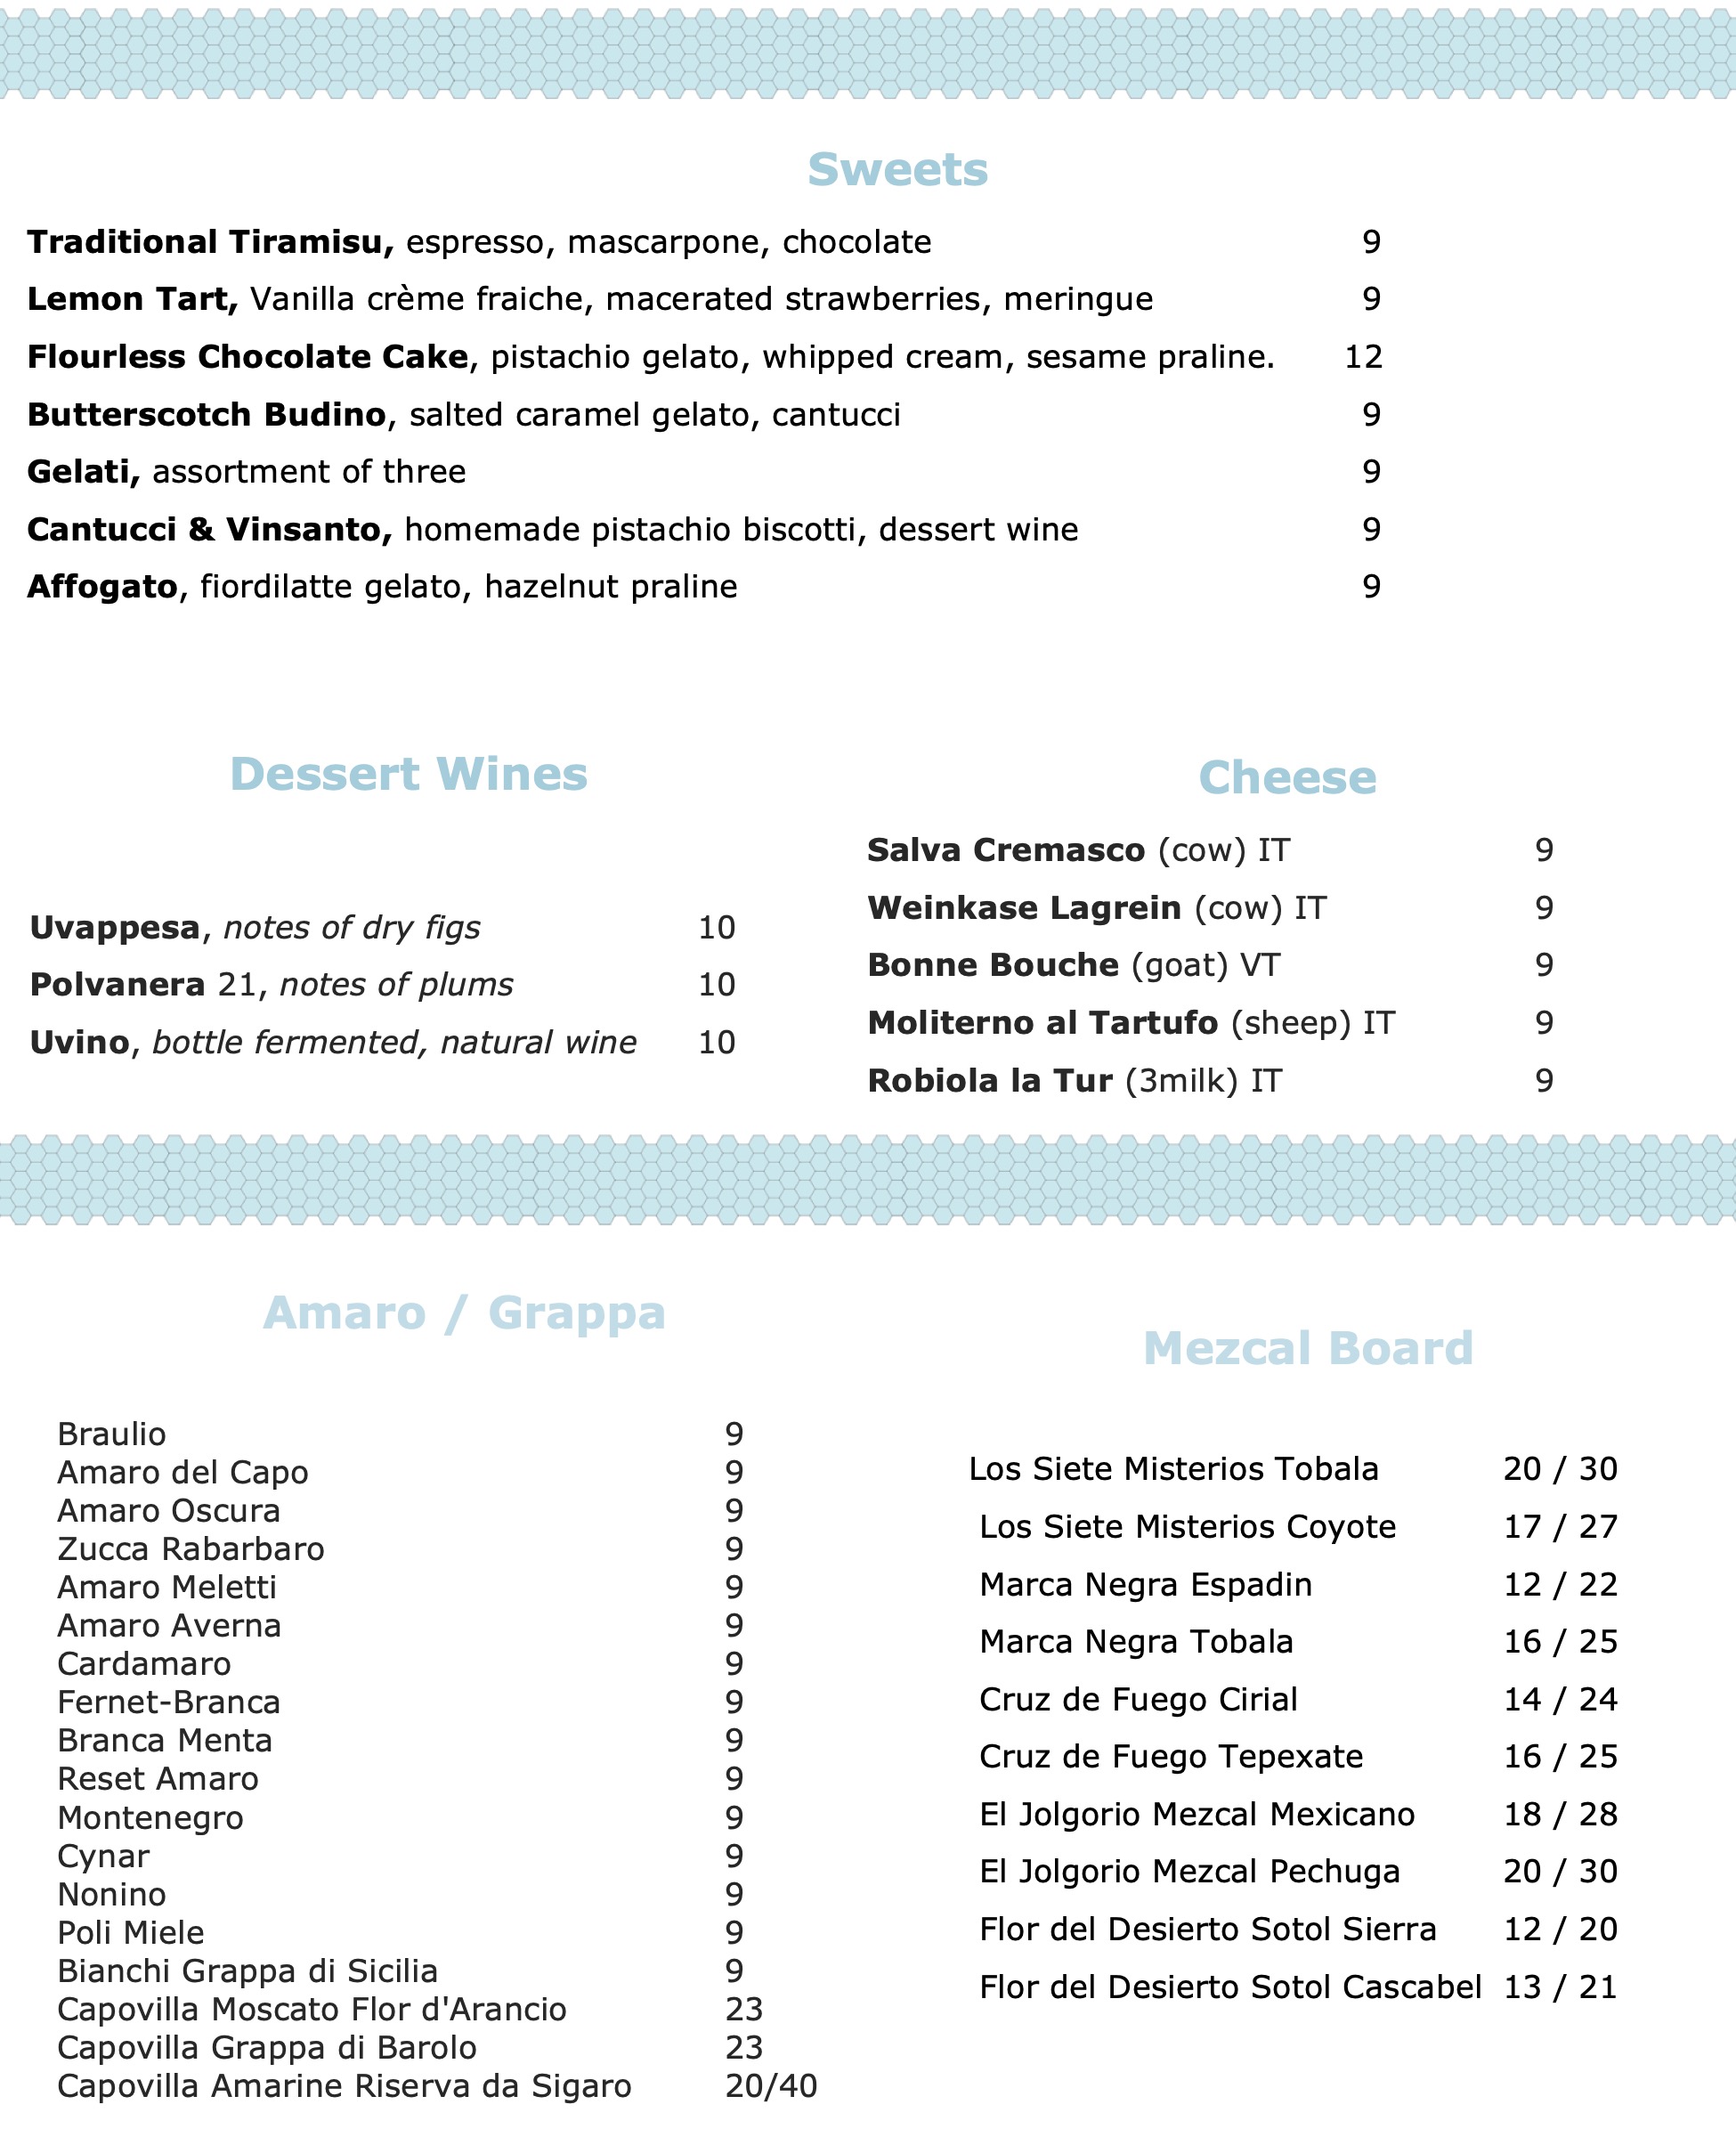 Sweets
Traditional Tiramisu, espresso, mascarpone, chocolate 9
Lemon Tart, Vanilla crème fraiche, macerated strawberries, meringue 9
Flourless Chocolate Cake, pistachio gelato, whipped cream, sesame praline. 12
Butterscotch Budino, salted caramel gelato, cantucci 9
Gelati, assortment of three 9
Cantucci & Vinsanto, homemade pistachio biscotti, dessert wine 9
Affogato, fiordilatte gelato, hazelnut praline 9
Dessert Wines
Uvappesa, notes of dry figs 10
Polvanera 21, notes of plums 10
Uvino, bottle fermented, natural wine 10
Cheese
Salva Cremasco (cow) IT 9
Weinkase Lagrein (cow) IT 9
Bonne Bouche (goat) VT 9
Moliterno al Tartufo (sheep) IT 9
Robiola la Tur (3milk) IT 9
Amaro / Grappa
Braulio 9
Amaro del Capo 9
Amaro Oscura 9
Zucca Rabarbaro 9
Amaro Meletti 9
Amaro Averna 9
Cardamaro 9
Fernet-Branca 9
Branca Menta 9
Reset Amaro 9
Montenegro 9
Cynar 9
Nonino 9
Poli Miele 9
Bianchi Grappa di Sicilia 9
Capovilla Moscato Flor d'Arancio 23
Capovilla Grappa di Barolo 23
Capovilla Amarine Riserva da Sigaro 20/40
Mezcal Board
Los Siete Misterios Tobala 20 / 30
Los Siete Misterios Coyote 17 / 27
Marca Negra Espadin 12 / 22
Marca Negra Tobala 16 / 25
Cruz de Fuego Cirial 14 / 24
Cruz de Fuego Tepexate 16 / 25
El Jolgorio Mezcal Mexicano 18 / 28
El Jolgorio Mezcal Pechuga 20 / 30
Flor del Desierto Sotol Sierra 12 / 20
Flor del Desierto Sotol Cascabel 13 / 21